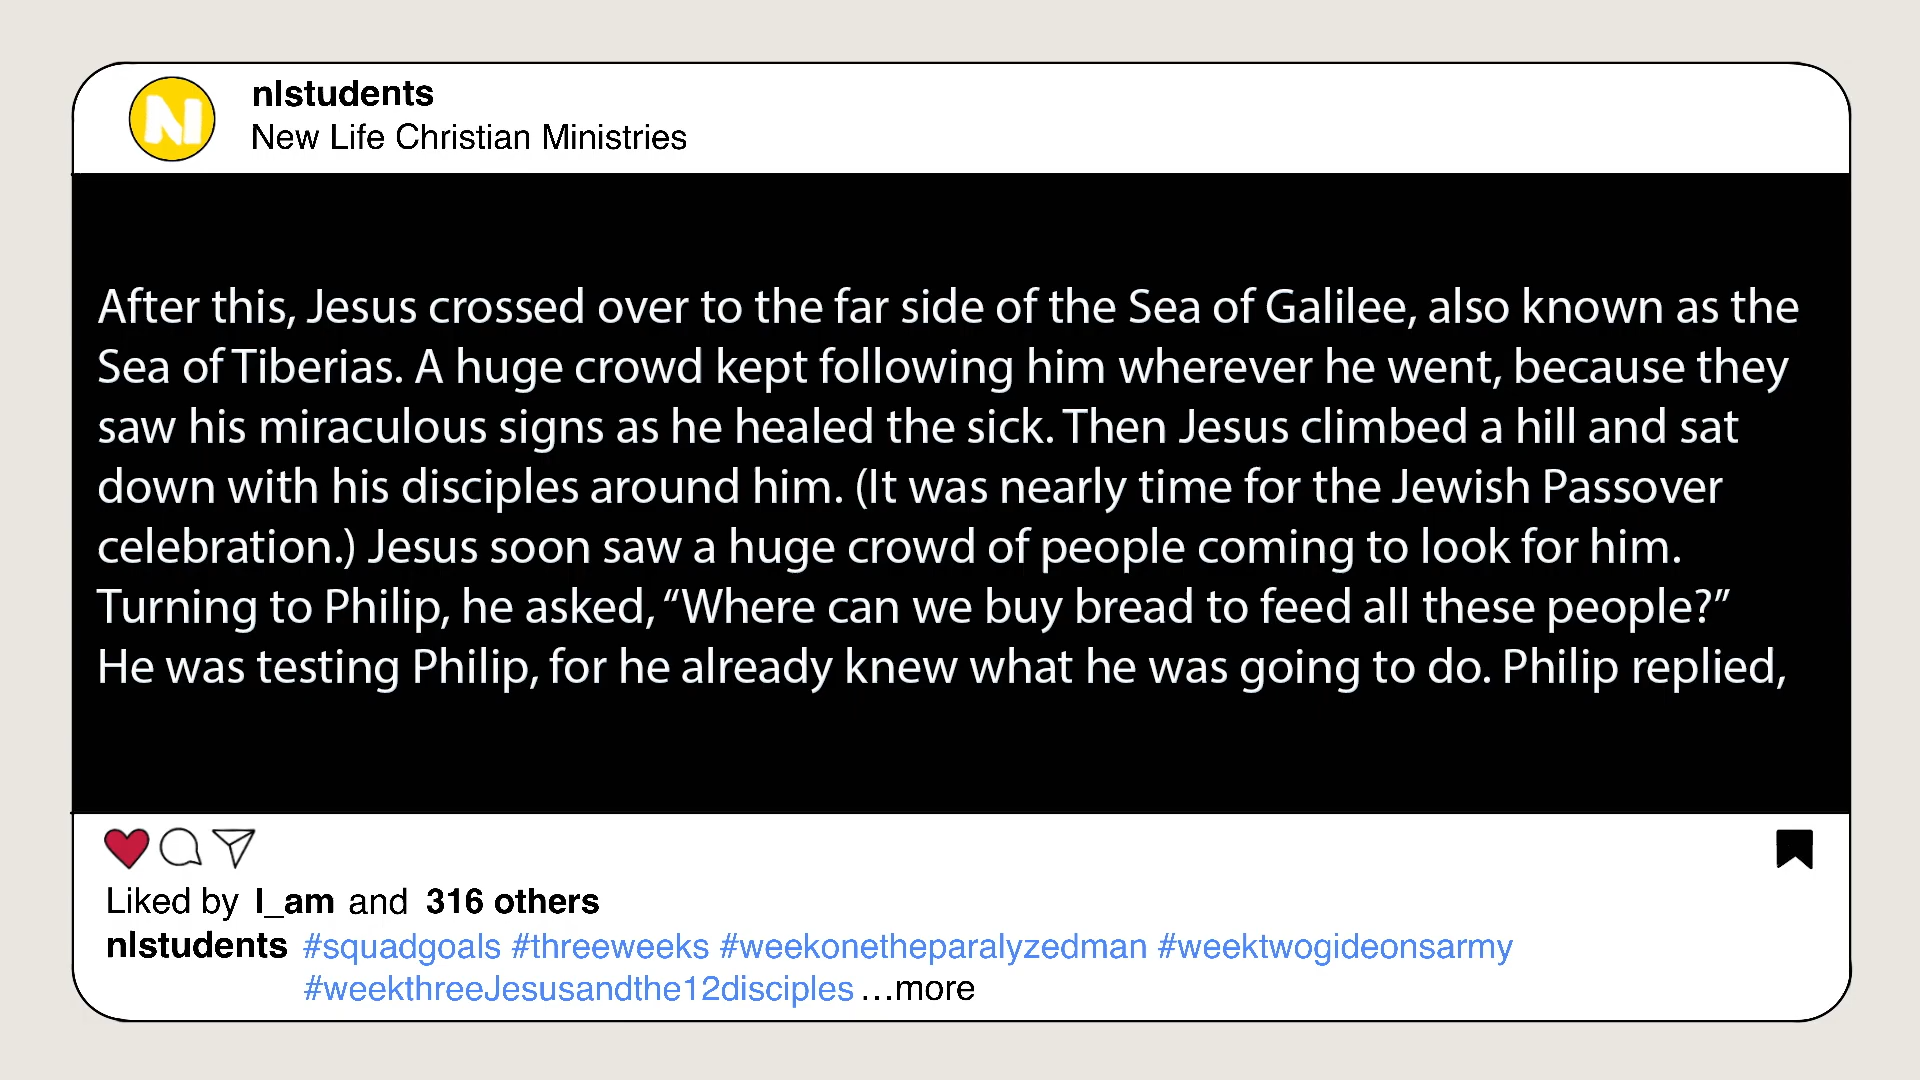 Nl
nlstudents
New Life Christian Ministries
After this, Jesus crossed over to the far side of the Sea of Galilee, also known as the
Sea of Tiberias. A huge crowd kept following him wherever he went, because they
saw his miraculous signs as he healed the sick. Then Jesus climbed a hill and sat
down with his disciples around him. (It was nearly time for the Jewish Passover
celebration.) Jesus soon saw a huge crowd of people coming to look for him.
Turning to Philip, he asked, “Where can we buy bread to feed all these people?”
He was testing Philip, for he already knew what he was going to do. Philip replied,
Liked by I_am and 316 others
nlstudents #squadgoals #threeweeks #weekonetheparalyzedman #weektwogideonsarmy
#weekthreeJesusandthe12disciples ...more